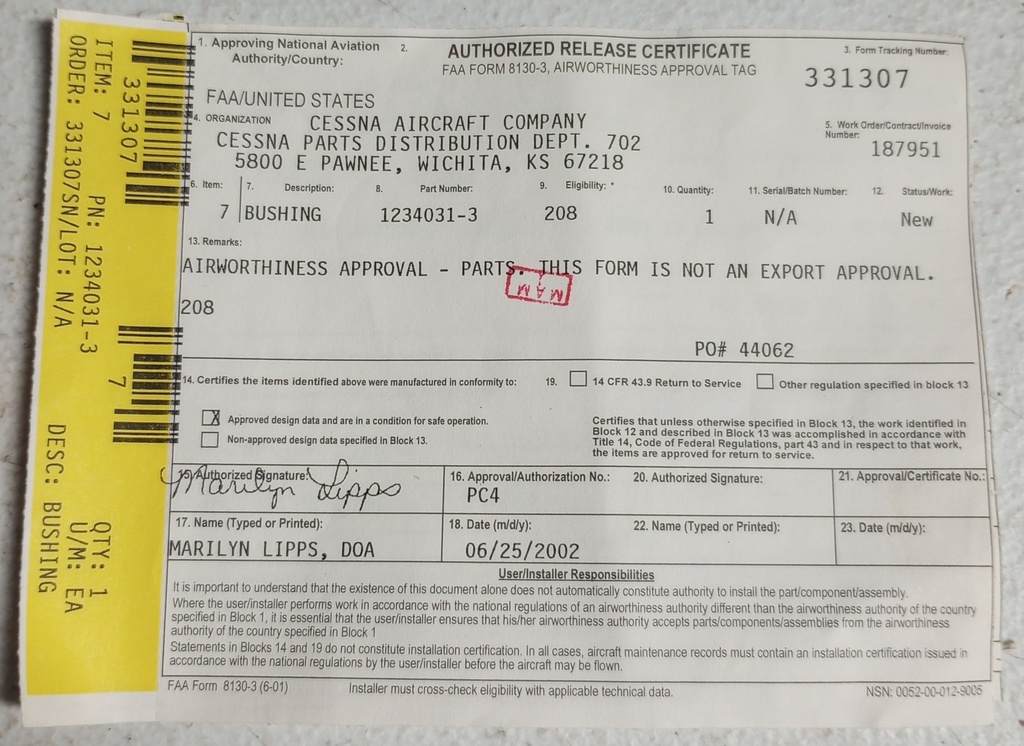 ITEM: 7 PN: 1234031-3 QTY: 1
ORDER: 331307SN/LOT: N/A U/M: EA
DESC: BUSHING
331307
7
1. Approving National Aviation Authority/Country:
FAA/UNITED STATES
2. AUTHORIZED RELEASE CERTIFICATE
FAA FORM 8130-3, AIRWORTHINESS APPROVAL TAG
3. Form Tracking Number:
331307
4. ORGANIZATION CESSNA AIRCRAFT COMPANY
CESSNA PARTS DISTRIBUTION DEPT. 702
5800 E PAWNEE, WICHITA, KS 67218
5. Work Order/Contract/Invoice Number:
187951
6. Item: 7. Description: 8. Part Number: 9. Eligibility: * 10. Quantity: 11. Serial/Batch Number: 12. Status/Work:
7 BUSHING 1234031-3 208 1 N/A New
13. Remarks:
AIRWORTHINESS APPROVAL - PARTS. THIS FORM IS NOT AN EXPORT APPROVAL.
MAM
208
PO# 44062
14. Certifies the items identified above were manufactured in conformity to:
X Approved design data and are in a condition for safe operation.
Non-approved design data specified in Block 13.
19. 14 CFR 43.9 Return to Service Other regulation specified in block 13
Certifies that unless otherwise specified in Block 13, the work identified in
Block 12 and described in Block 13 was accomplished in accordance with
Title 14, Code of Federal Regulations, part 43 and in respect to that work,
the items are approved for return to service.
15. Authorized Signature: 16. Approval/Authorization No.: 20. Authorized Signature: 21. Approval/Certificate No.:
Marilyn Lipps PC4
17. Name (Typed or Printed): 18. Date (m/d/y): 22. Name (Typed or Printed): 23. Date (m/d/y):
MARILYN LIPPS, DOA 06/25/2002
User/Installer Responsibilities
It is important to understand that the existence of this document alone does not automatically constitute authority to install the part/component/assembly.
Where the user/installer performs work in accordance with the national regulations of an airworthiness authority different than the airworthiness authority of the country
specified in Block 1, it is essential that the user/installer ensures that his/her airworthiness authority accepts parts/components/assemblies from the airworthiness
authority of the country specified in Block 1
Statements in Blocks 14 and 19 do not constitute installation certification. In all cases, aircraft maintenance records must contain an installation certification issued in
accordance with the national regulations by the user/installer before the aircraft may be flown.
FAA Form 8130-3 (6-01) Installer must cross-check eligibility with applicable technical data. NSN: 0052-00-012-9005